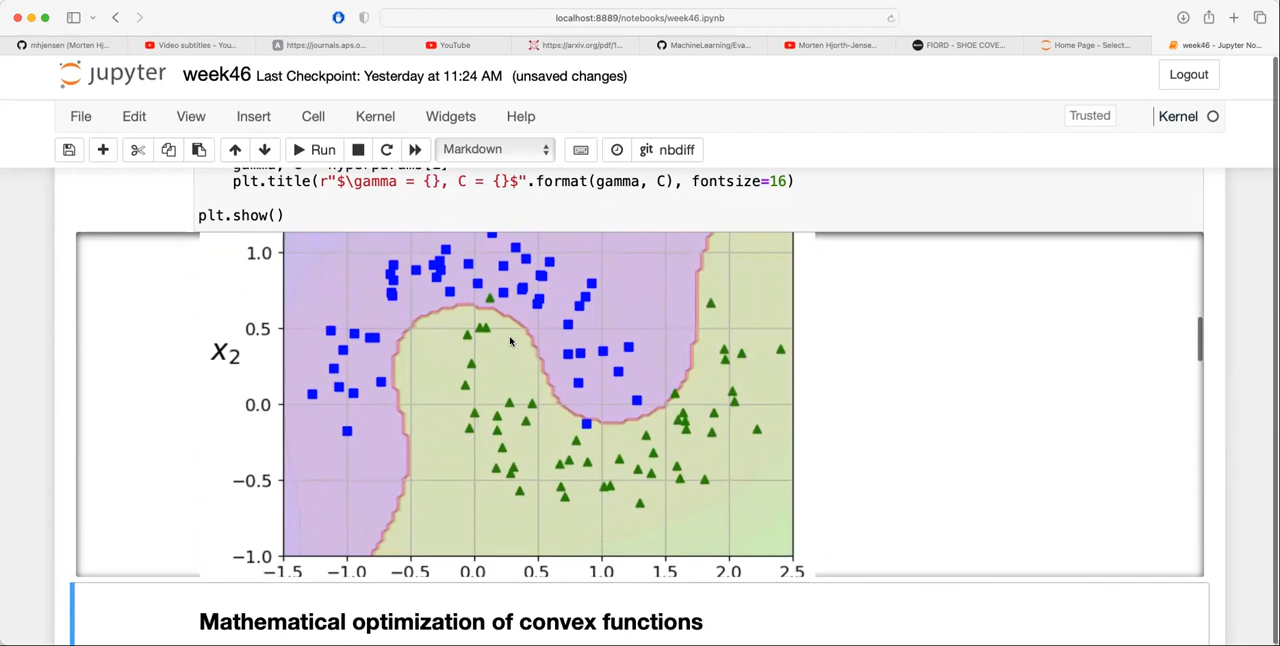 localhost:8889/notebooks/week46.ipynb
mhjensen (Morten Hj... Video subtitles - You... https://journals.aps.o... YouTube https://arxiv.org/pdf/1... MachineLearning/Eva... Morten Hjorth-Jense... FIORD - SHOE COVE... Home Page - Select... week46 - Jupyter No...
jupyter week46 Last Checkpoint: Yesterday at 11:24 AM (unsaved changes) Logout
File Edit View Insert Cell Kernel Widgets Help Trusted Kernel
Run Markdown git nbdiff
plt.title(r"$\gamma = {}, C = {}$".format(gamma, C), fontsize=16)
plt.show()
1.0
0.5
x2
0.0
−0.5
−1.0
−1.5 −1.0 −0.5 0.0 0.5 1.0 1.5 2.0 2.5
Mathematical optimization of convex functions